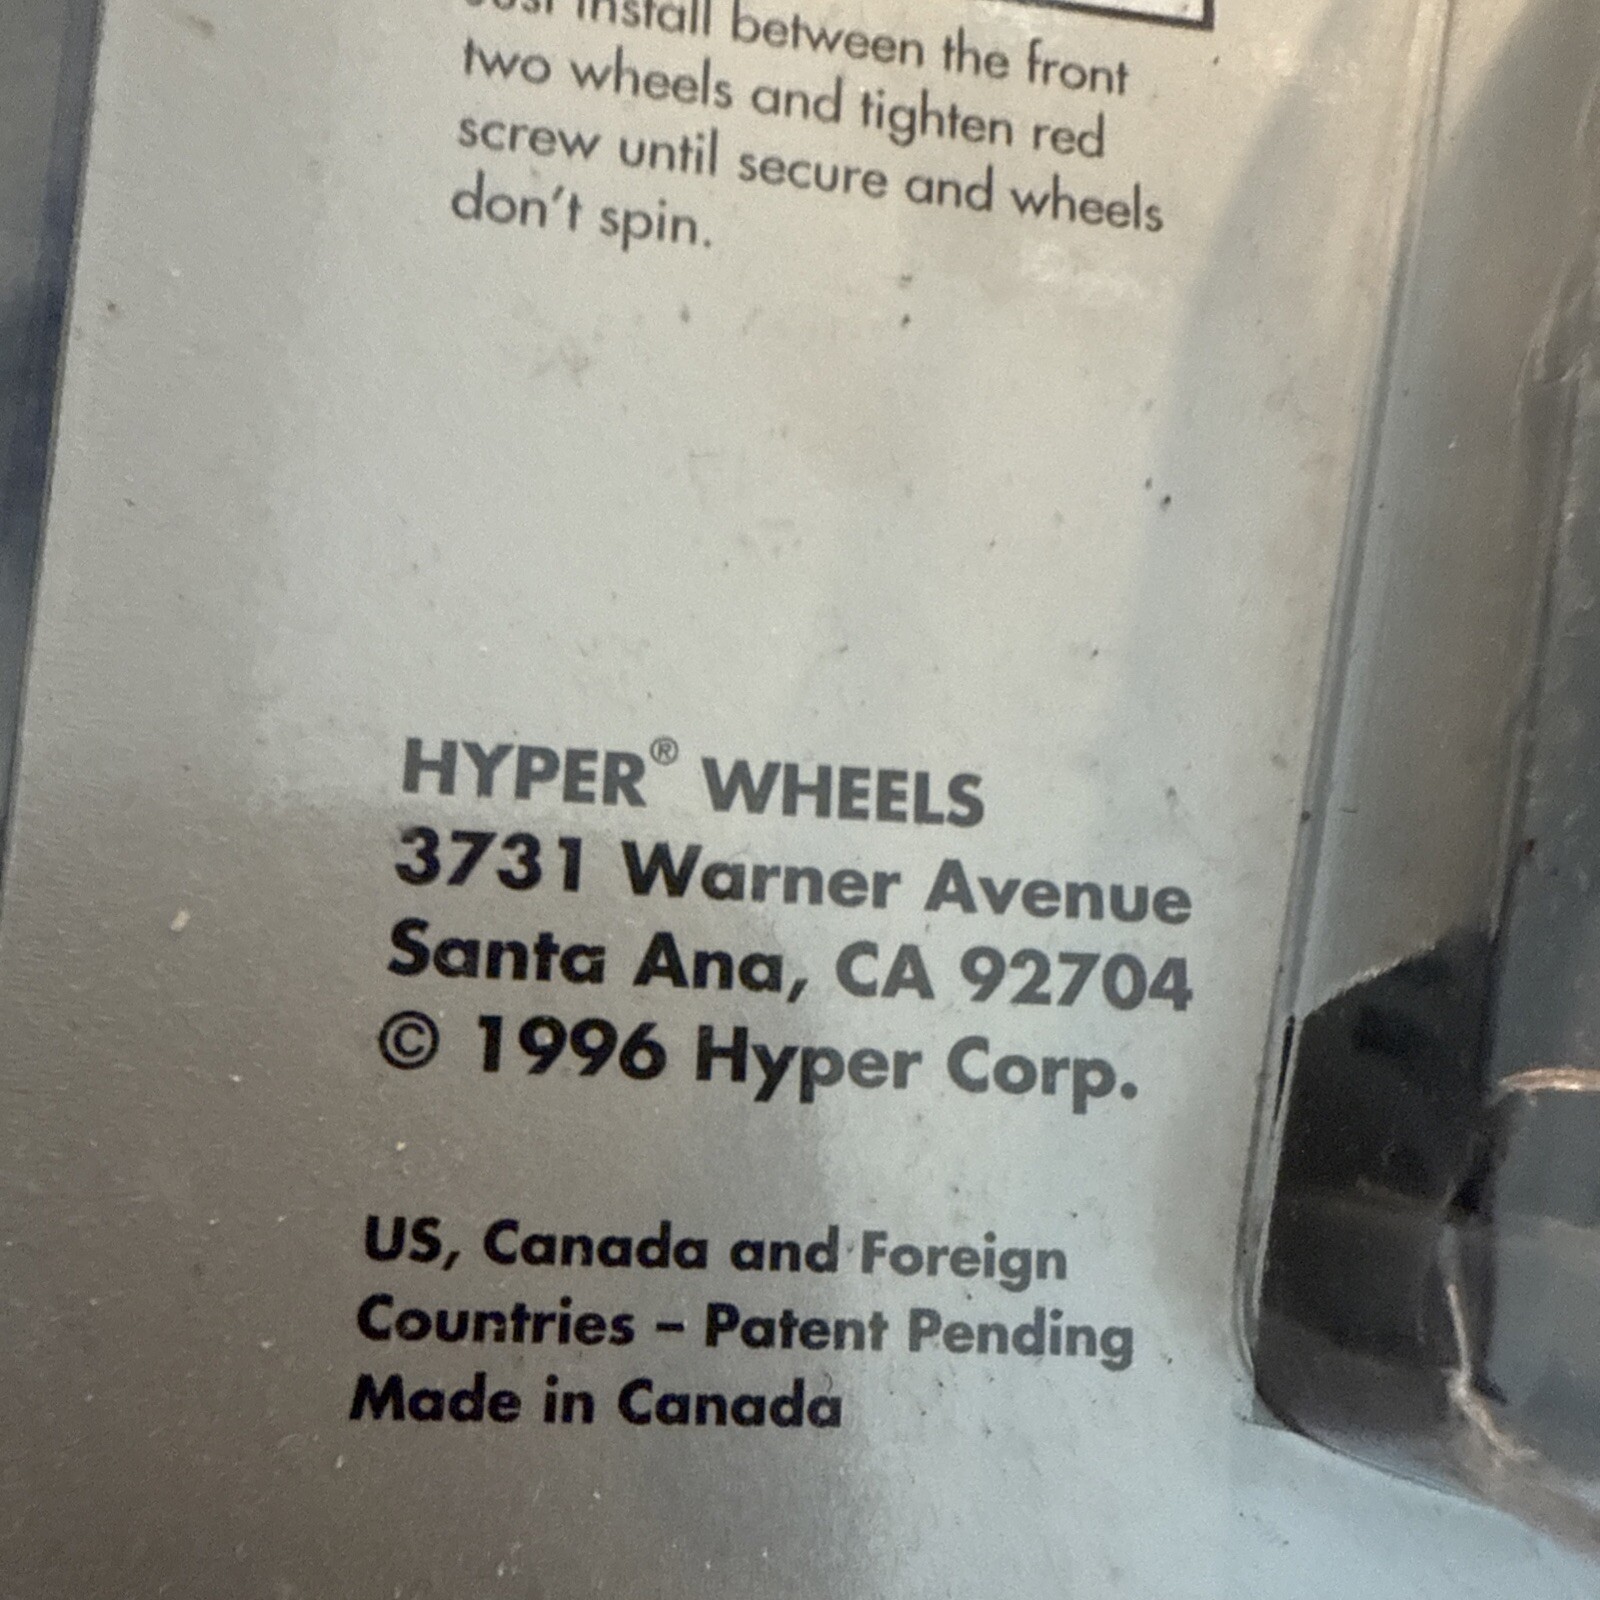 Just install between the front
two wheels and tighten red
screw until secure and wheels
don't spin.
HYPER® WHEELS
3731 Warner Avenue
Santa Ana, CA 92704
© 1996 Hyper Corp.
US, Canada and Foreign
Countries – Patent Pending
Made in Canada